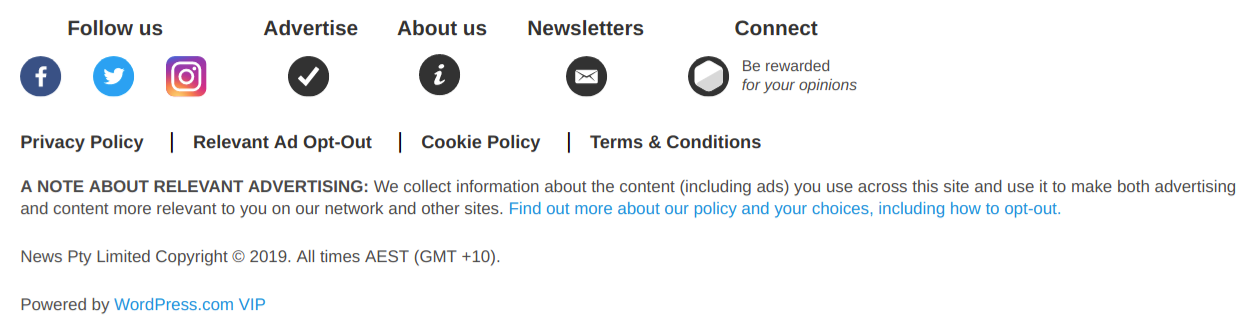 Follow us
Advertise
About us
Newsletters
Connect
Be rewarded
for your opinions
Privacy Policy | Relevant Ad Opt-Out | Cookie Policy | Terms & Conditions
A NOTE ABOUT RELEVANT ADVERTISING: We collect information about the content (including ads) you use across this site and use it to make both advertising
and content more relevant to you on our network and other sites. Find out more about our policy and your choices, including how to opt-out.
News Pty Limited Copyright © 2019. All times AEST (GMT +10).
Powered by WordPress.com VIP